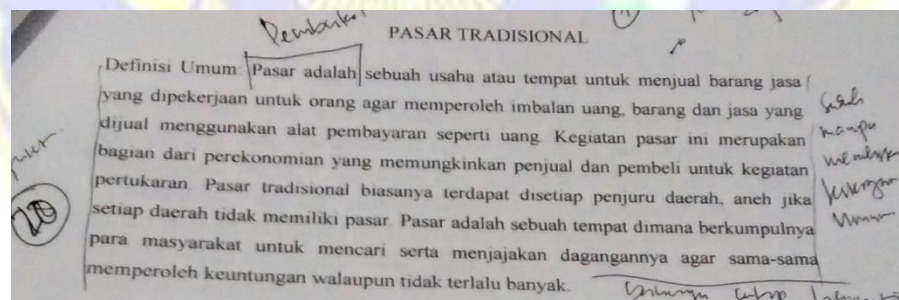 PASAR TRADISIONAL
Definisi Umum: Pasar adalah sebuah usaha atau tempat untuk menjual barang jasa
yang dipekerjaan untuk orang agar memperoleh imbalan uang, barang dan jasa yang
dijual menggunakan alat pembayaran seperti uang. Kegiatan pasar ini merupakan
bagian dari perekonomian yang memungkinkan penjual dan pembeli untuk kegiatan
pertukaran. Pasar tradisional biasanya terdapat disetiap penjuru daerah, aneh jika
20
setiap daerah tidak memiliki pasar. Pasar adalah sebuah tempat dimana berkumpulnya
para masyarakat untuk mencari serta menjajakan dagangannya agar sama-sama
memperoleh keuntungan walaupun tidak terlalu banyak.